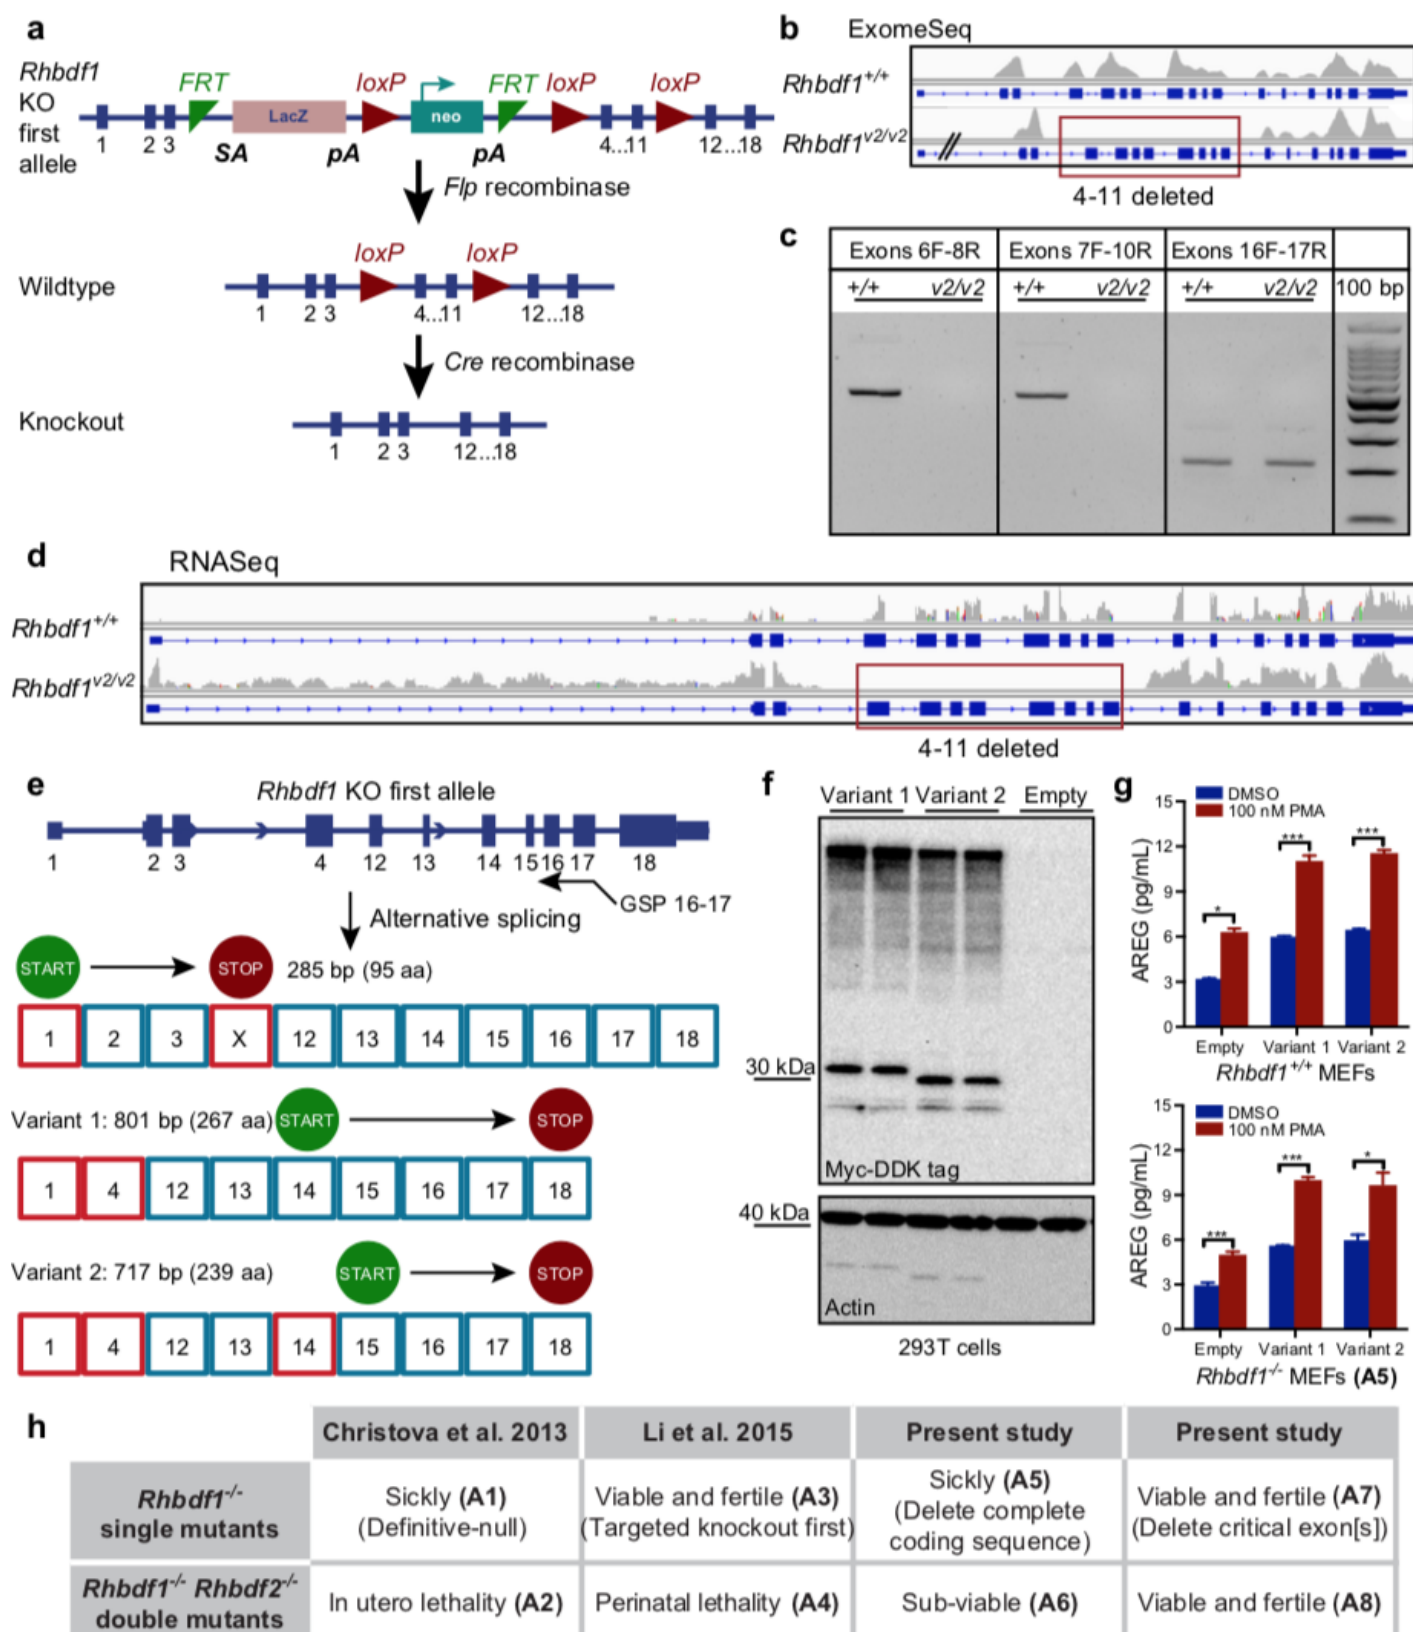 a
Rhbdf1
KO
first
allele
FRT
loxP
FRT
loxP
loxP
LacZ
neo
1
2 3
4...11
12...18
SA
pA
pA
Flp recombinase
Wildtype
loxP
loxP
1
2 3
4...11
12...18
Cre recombinase
Knockout
1
2 3
12...18
b
ExomeSeq
Rhbdf1+/+
Rhbdf1v2/v2
4-11 deleted
c
Exons 6F-8R
Exons 7F-10R
Exons 16F-17R
+/+ v2/v2
+/+ v2/v2
+/+ v2/v2
100 bp
d
RNASeq
Rhbdf1+/+
Rhbdf1v2/v2
4-11 deleted
e
Rhbdf1 KO first allele
1 2 3 4 12 13 14 15 16 17 18
GSP 16-17
Alternative splicing
START
STOP
285 bp (95 aa)
1 2 3 X 12 13 14 15 16 17 18
Variant 1: 801 bp (267 aa)
START
STOP
1 4 12 13 14 15 16 17 18
Variant 2: 717 bp (239 aa)
START
STOP
1 4 12 13 14 15 16 17 18
f
Variant 1 Variant 2 Empty
30 kDa
Myc-DDK tag
40 kDa
Actin
293T cells
g
DMSO
100 nM PMA
AREG (pg/mL)
15
12
9
6
3
0
*
***
***
Empty Variant 1 Variant 2
Rhbdf1+/+ MEFs
DMSO
100 nM PMA
AREG (pg/mL)
15
12
9
6
3
0
***
***
*
Empty Variant 1 Variant 2
Rhbdf1-/- MEFs (A5)
h
Christova et al. 2013
Li et al. 2015
Present study
Present study
Rhbdf1-/-
single mutants
Sickly (A1)
(Definitive-null)
Viable and fertile (A3)
(Targeted knockout first)
Sickly (A5)
(Delete complete
coding sequence)
Viable and fertile (A7)
(Delete critical exon[s])
Rhbdf1-/- Rhbdf2-/-
double mutants
In utero lethality (A2)
Perinatal lethality (A4)
Sub-viable (A6)
Viable and fertile (A8)